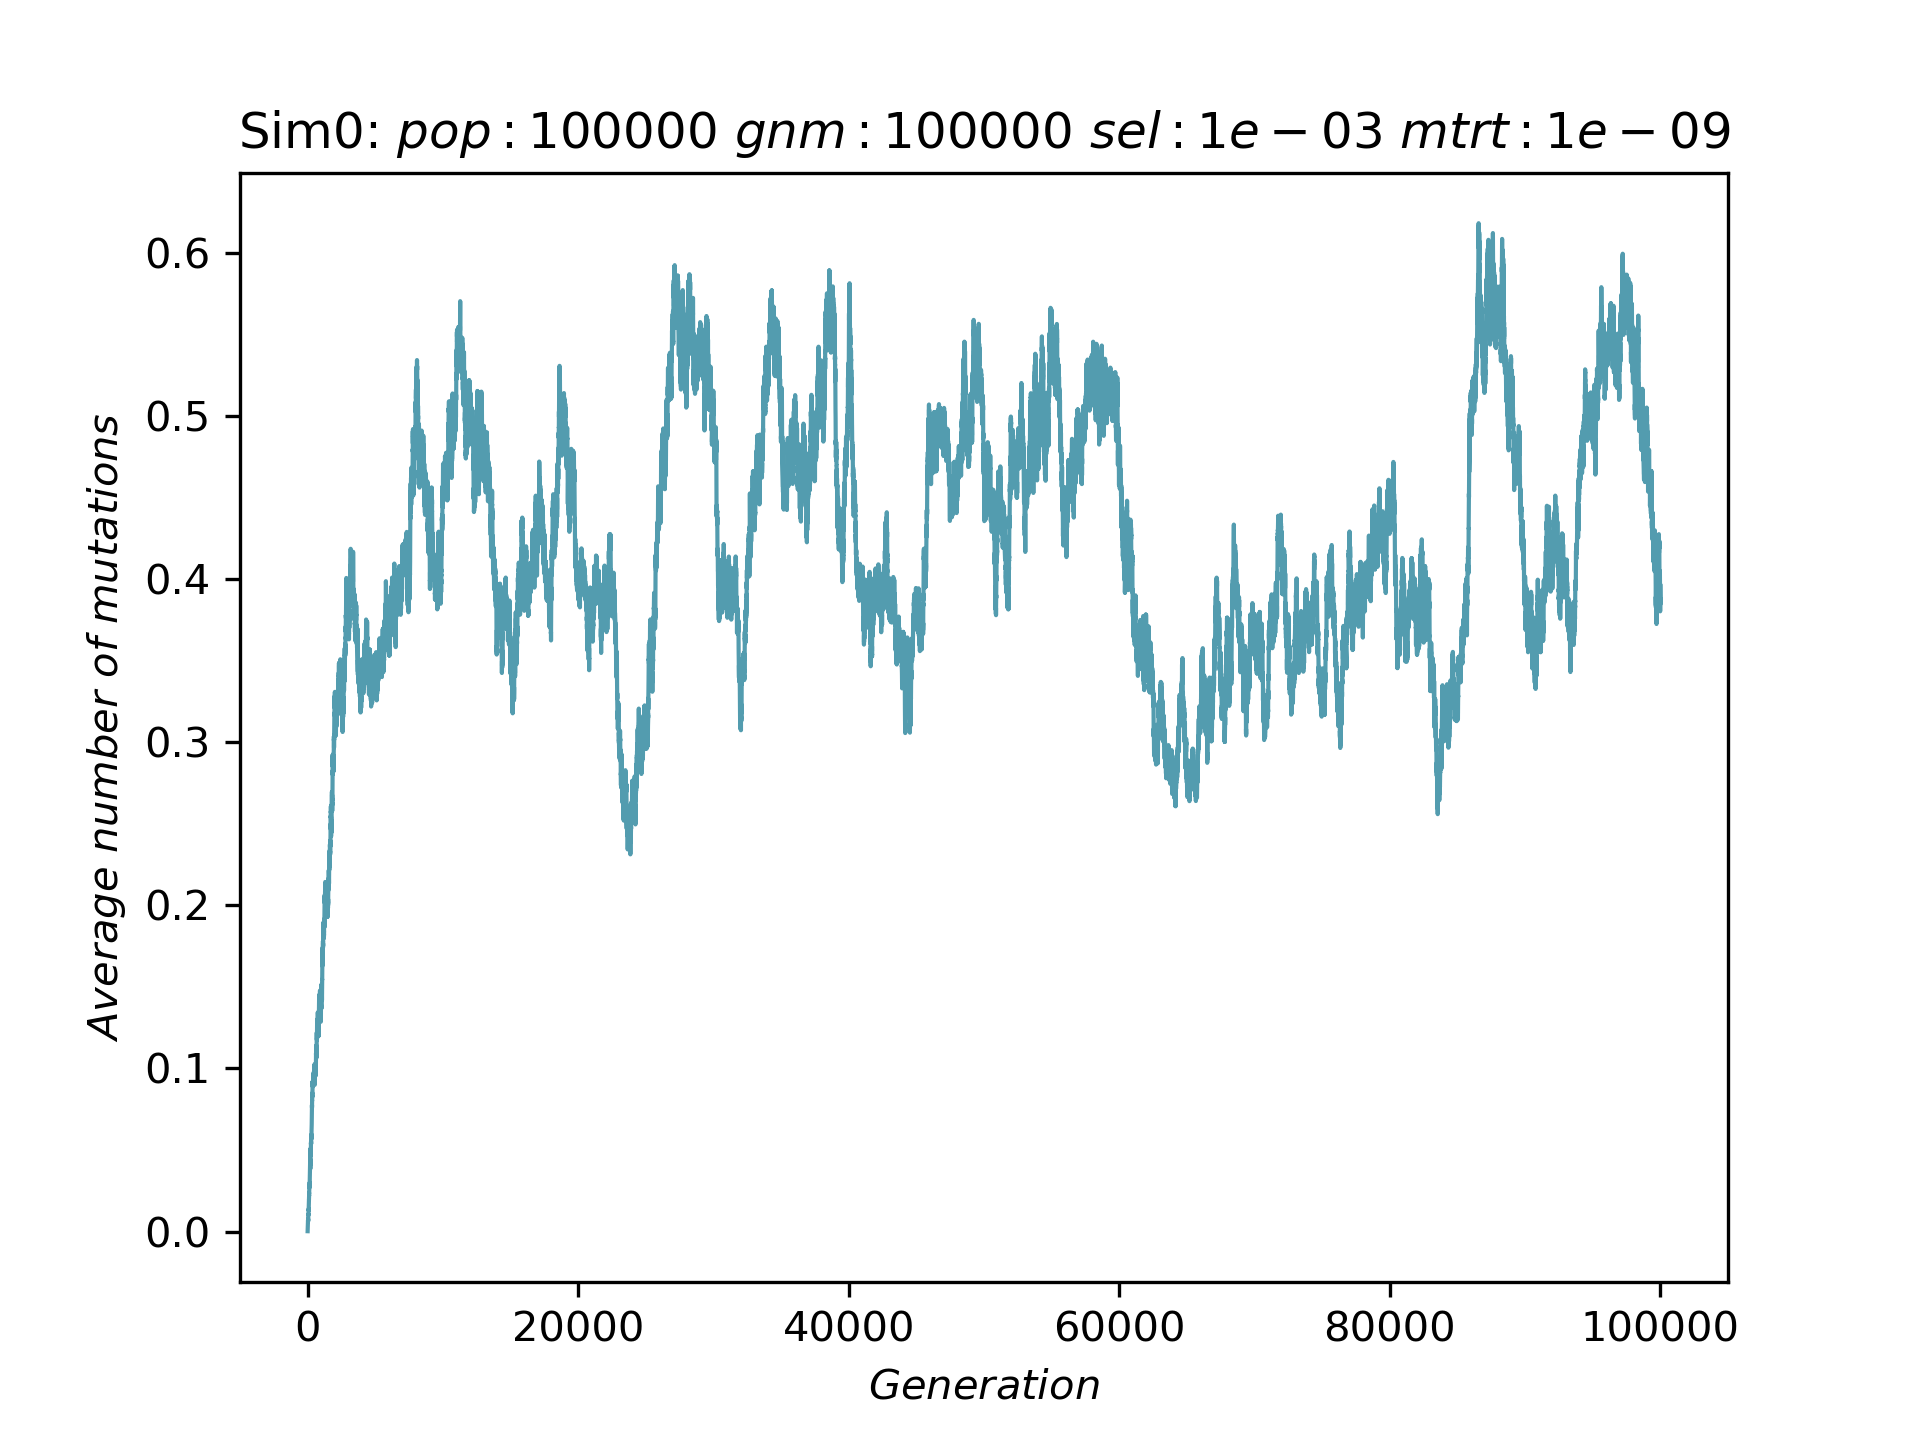 Sim0: pop : 100000 gnm : 100000 sel : 1e − 03 mtrt : 1e − 09
Average number of mutations
0.6
0.5
0.4
0.3
0.2
0.1
0.0
0 20000 40000 60000 80000 100000
Generation